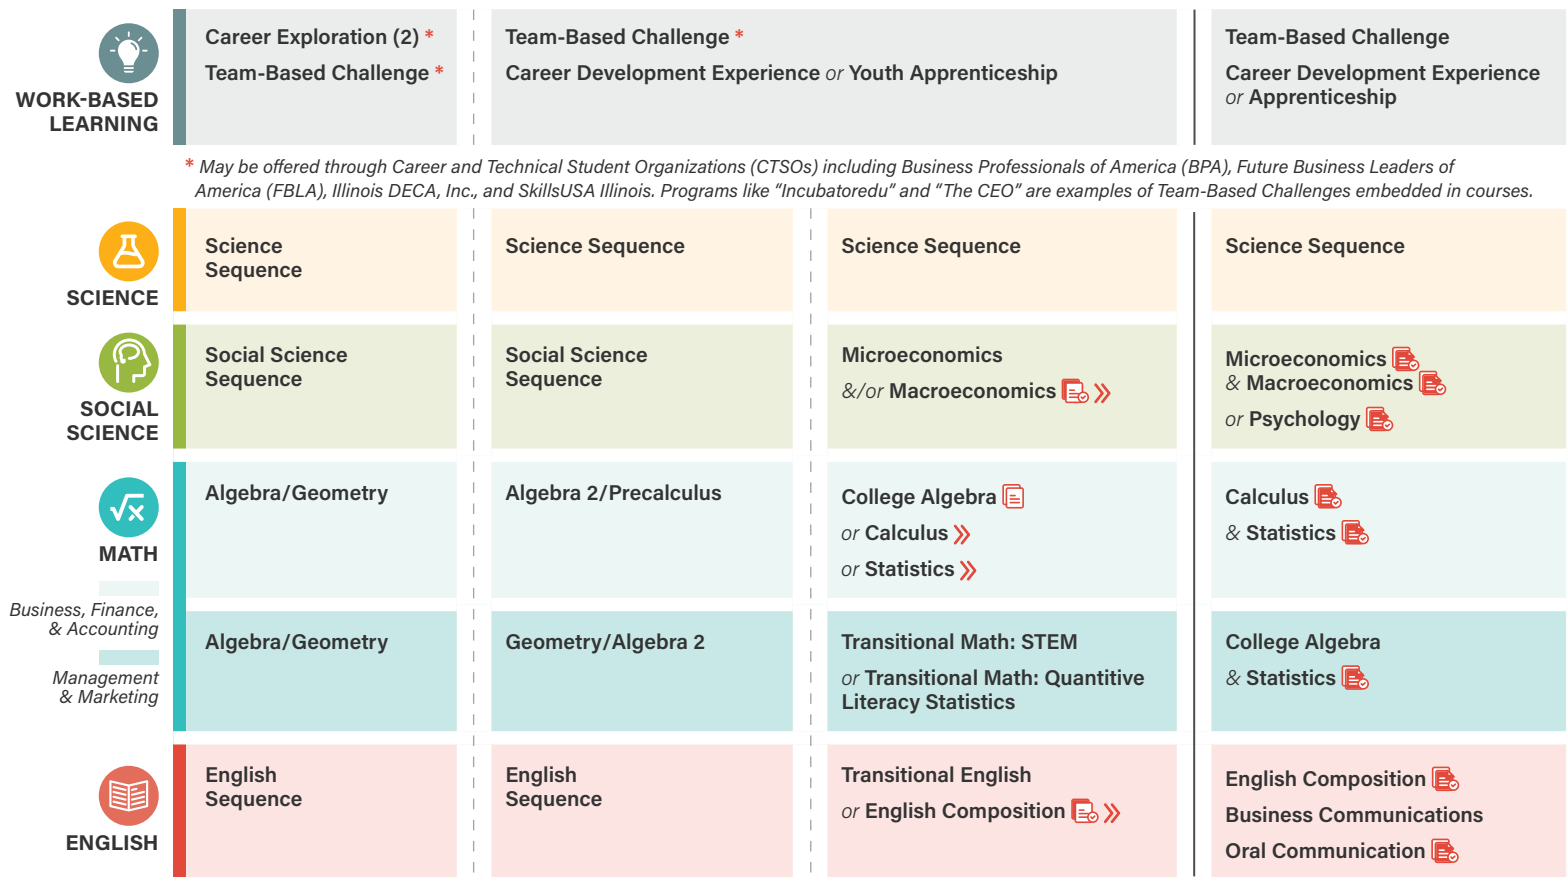 WORK-BASED
LEARNING
Career Exploration (2) *
Team-Based Challenge *
Team-Based Challenge *
Career Development Experience or Youth Apprenticeship
Team-Based Challenge
Career Development Experience
or Apprenticeship
* May be offered through Career and Technical Student Organizations (CTSOs) including Business Professionals of America (BPA), Future Business Leaders of
America (FBLA), Illinois DECA, Inc., and SkillsUSA Illinois. Programs like “Incubatoredu” and “The CEO” are examples of Team-Based Challenges embedded in courses.
SCIENCE
Science
Sequence
Science Sequence
Science Sequence
Science Sequence
SOCIAL
SCIENCE
Social Science
Sequence
Social Science
Sequence
Microeconomics
&/or Macroeconomics
Microeconomics
& Macroeconomics
or Psychology
√x
MATH
Business, Finance,
& Accounting
Management
& Marketing
Algebra/Geometry
Algebra 2/Precalculus
College Algebra
or Calculus
or Statistics
Calculus
& Statistics
Algebra/Geometry
Geometry/Algebra 2
Transitional Math: STEM
or Transitional Math: Quantitive
Literacy Statistics
College Algebra
& Statistics
ENGLISH
English
Sequence
English
Sequence
Transitional English
or English Composition
English Composition
Business Communications
Oral Communication